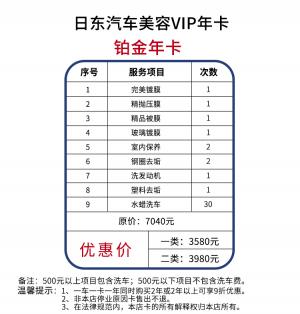 日东汽车美容VIP年卡
铂金年卡
序号 服务项目 次数
1 完美镀膜 1
2 精抛压膜 1
3 精品被膜 1
4 玻璃镀膜 1
5 室内保养 2
6 钢圈去垢 2
7 洗发动机 1
8 塑料去垢 1
9 水蜡洗车 30
原价：7040元
优惠价 一类：3580元
二类：3980元
备注：500元以上项目包含洗车；500元以下项目不包含洗车费。
温馨提示：1、一车一卡一年同时购买2年或2年以上可享9折优惠。
2、非本店停业原因卡售出不退。
3、在法律规范内，本店卡的所有解释权归本店所有。